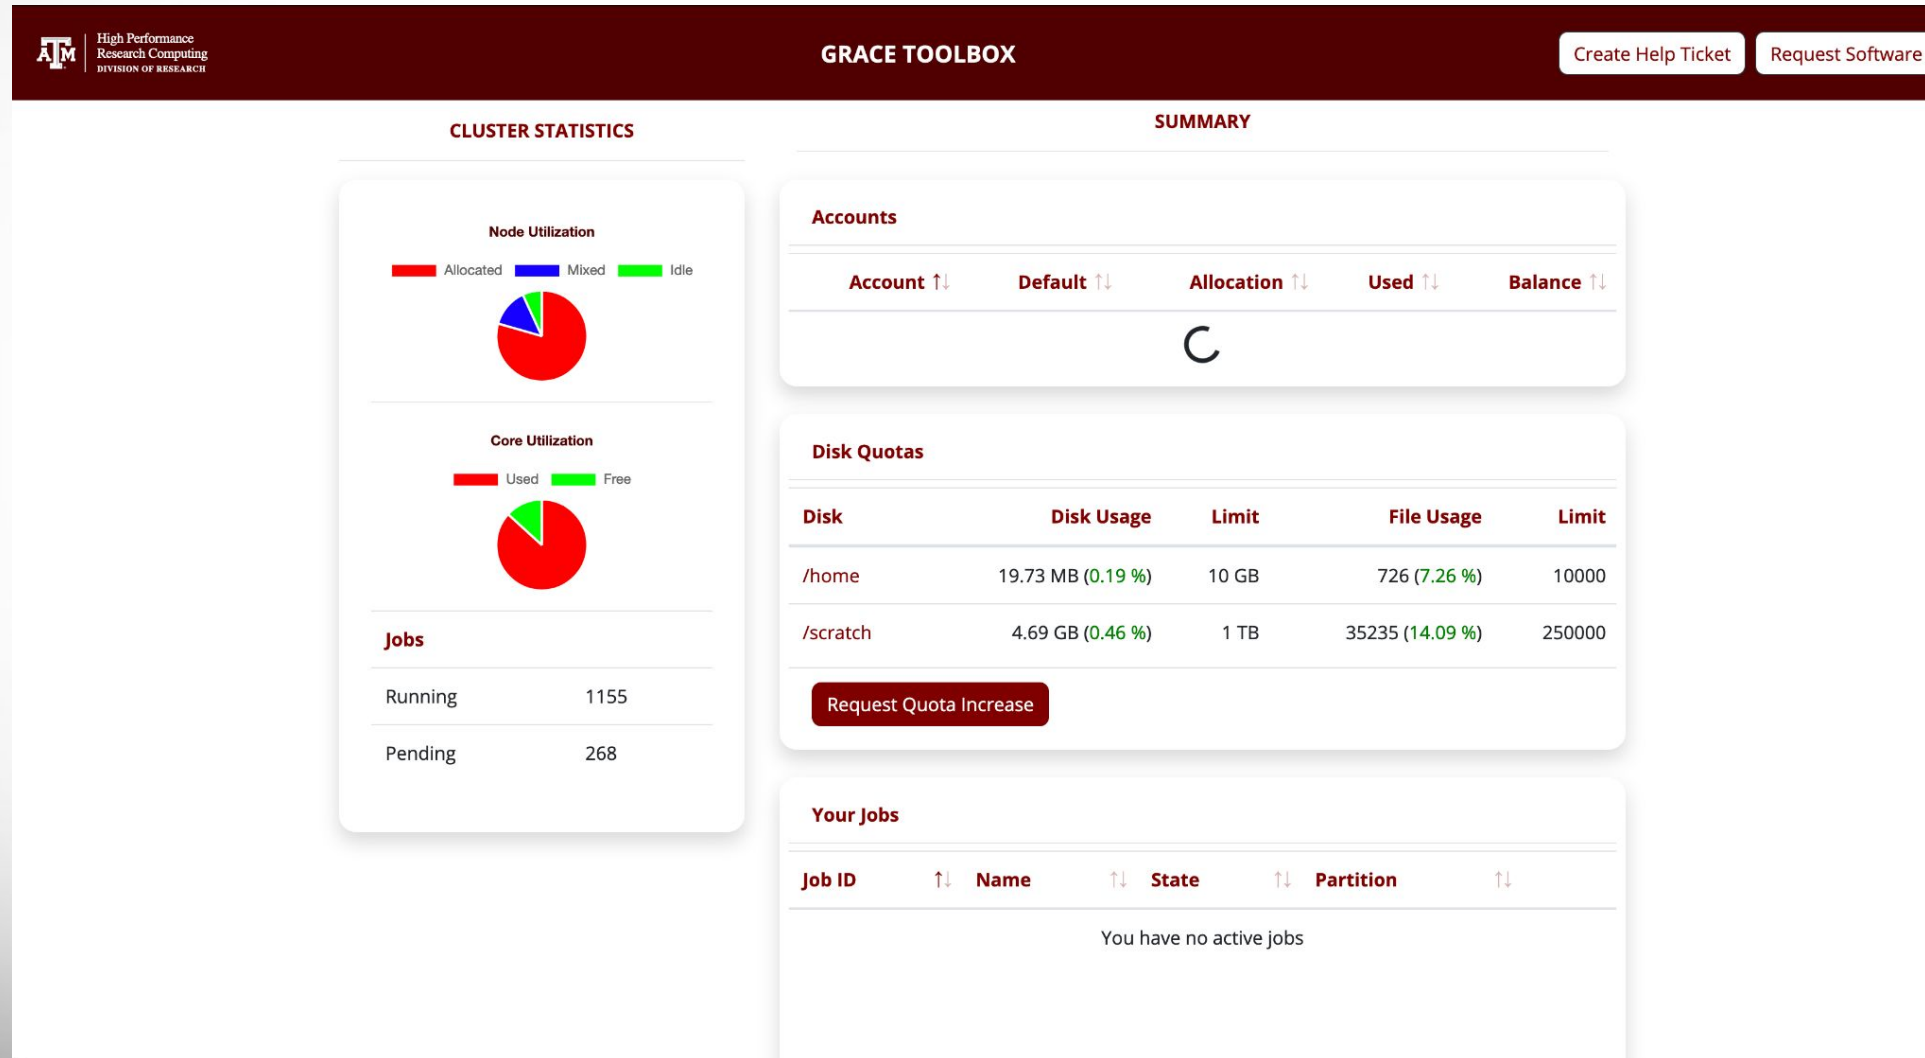 High Performance
Research Computing
DIVISION OF RESEARCH
GRACE TOOLBOX
Create Help Ticket
Request Software
CLUSTER STATISTICS
Node Utilization
Allocated Mixed Idle
Core Utilization
Used Free
Jobs
Running 1155
Pending 268
SUMMARY
Accounts
Account ↑↓ Default ↑↓ Allocation ↑↓ Used ↑↓ Balance ↑↓
Disk Quotas
Disk Disk Usage Limit File Usage Limit
/home 19.73 MB (0.19 %) 10 GB 726 (7.26 %) 10000
/scratch 4.69 GB (0.46 %) 1 TB 35235 (14.09 %) 250000
Request Quota Increase
Your Jobs
Job ID ↑↓ Name ↑↓ State ↑↓ Partition ↑↓
You have no active jobs